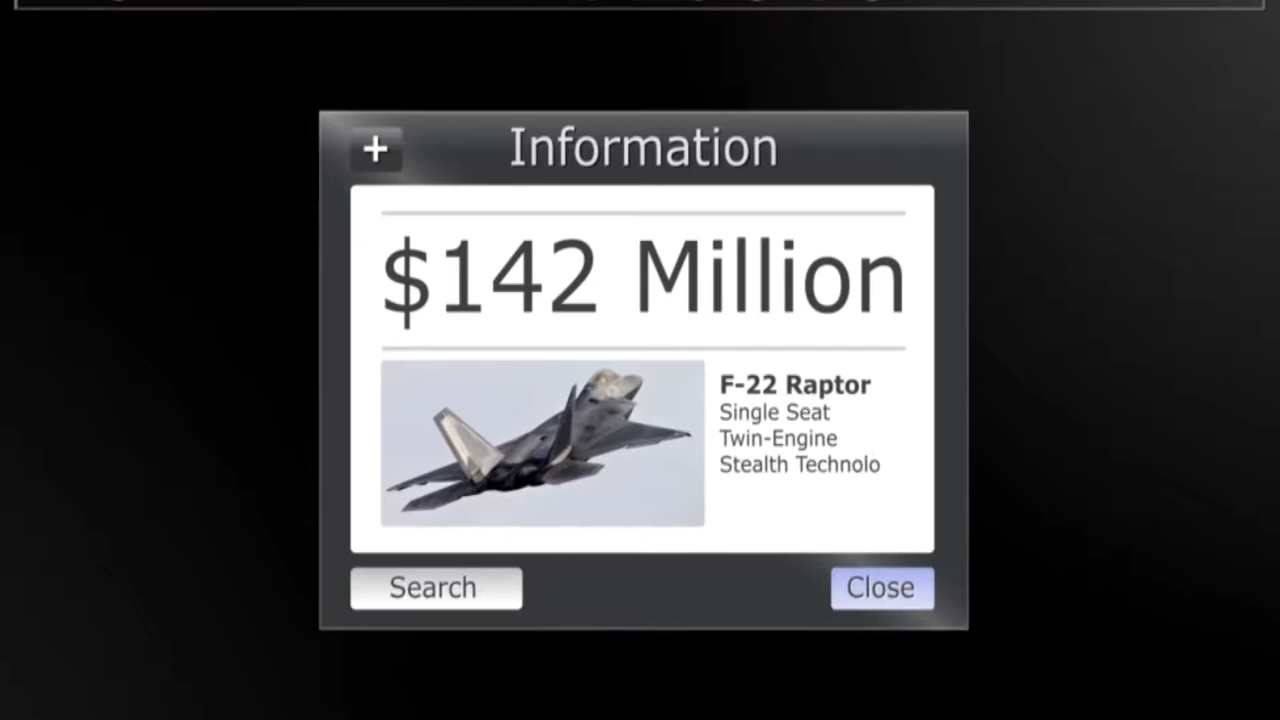 + Information
$142 Million
F-22 Raptor
Single Seat
Twin-Engine
Stealth Technolo
Search
Close